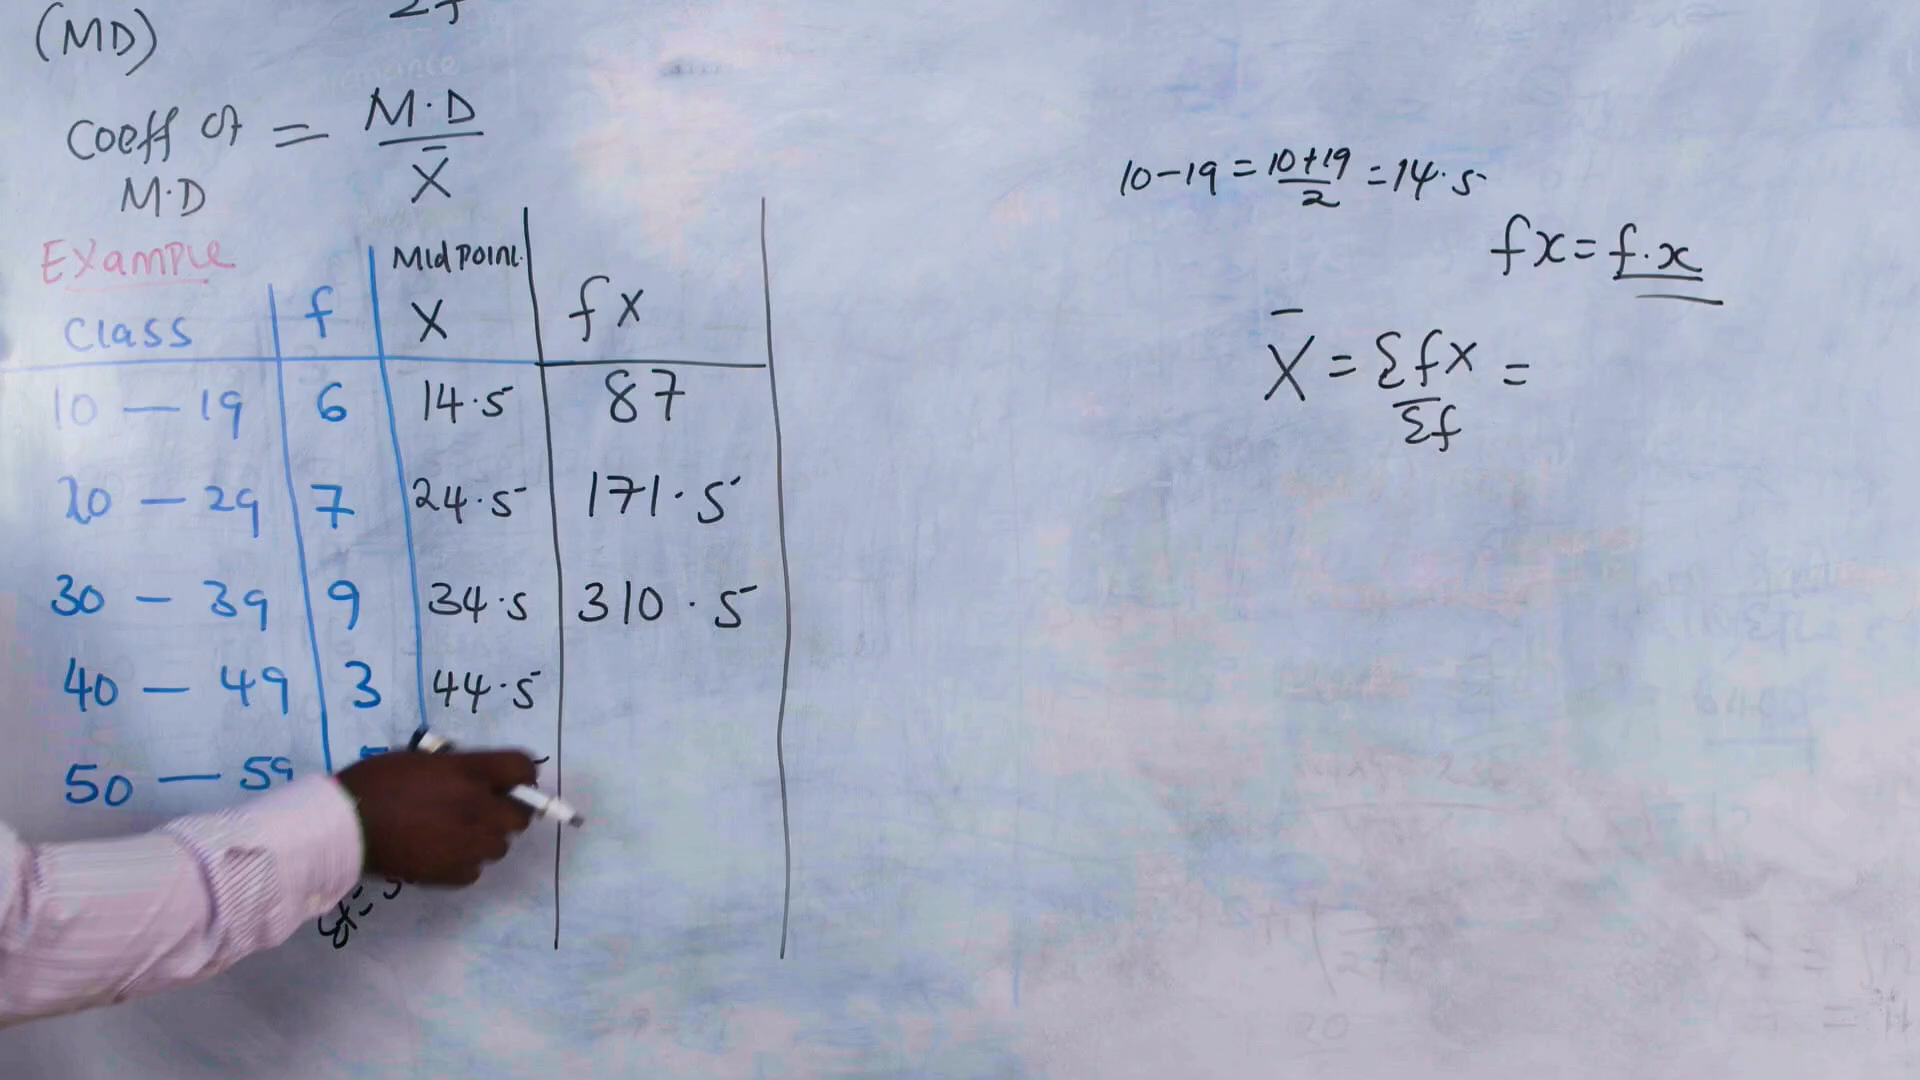 (MD)
Coeff of M.D = M.D / X̄
Example
Class f Midpoint X fx
10 — 19 6 14.5 87
20 — 29 7 24.5 171.5
30 — 39 9 34.5 310.5
40 — 49 3 44.5
50 — 59
10-19 = 10+19 / 2 = 14.5
fx = f.x
X̄ = Σfx / Σf =